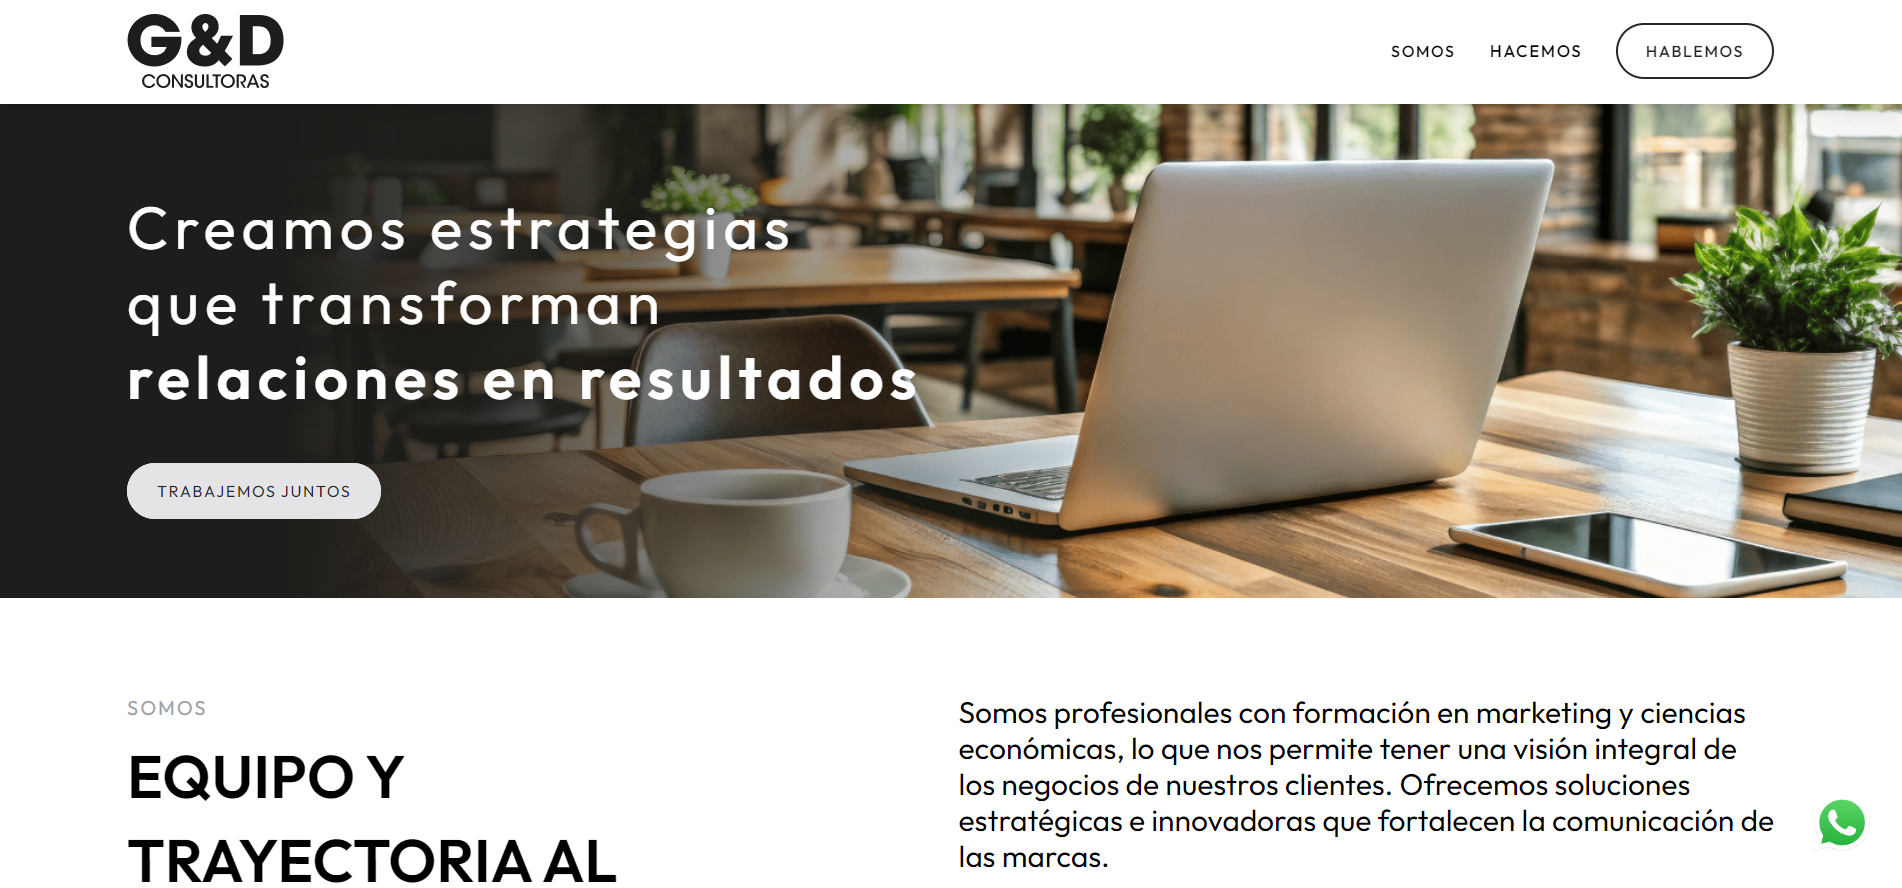 G&D
CONSULTORAS
SOMOS
HACEMOS
HABLEMOS
Creamos estrategias
que transforman
relaciones en resultados
TRABAJEMOS JUNTOS
SOMOS
EQUIPO Y
TRAYECTORIA AL
Somos profesionales con formación en marketing y ciencias
económicas, lo que nos permite tener una visión integral de
los negocios de nuestros clientes. Ofrecemos soluciones
estratégicas e innovadoras que fortalecen la comunicación de
las marcas.